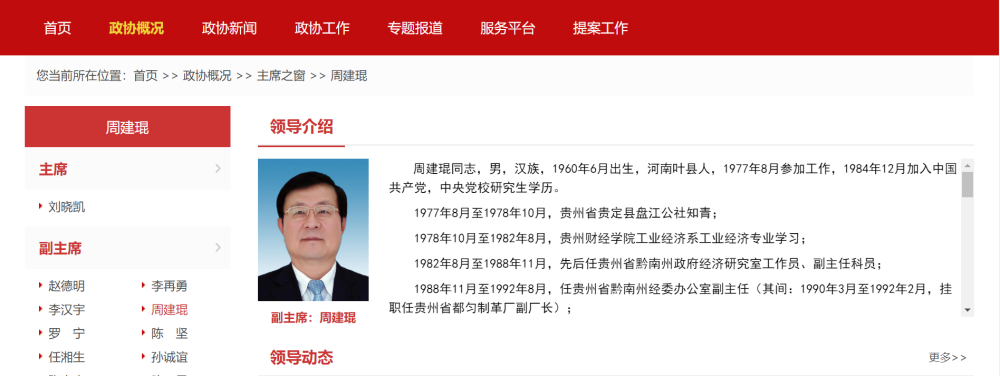 首页 政协概况 政协新闻 政协工作 专题报道 服务平台 提案工作
您当前所在位置：首页 >> 政协概况 >> 主席之窗 >> 周建琨
周建琨
主席
刘晓凯
副主席
赵德明 李再勇
李汉宇 周建琨
罗　宁 陈　坚
任湘生 孙诚谊
领导介绍
副主席：周建琨
周建琨同志，男，汉族，1960年6月出生，河南叶县人，1977年8月参加工作，1984年12月加入中国
共产党，中央党校研究生学历。
1977年8月至1978年10月，贵州省贵定县盘江公社知青；
1978年10月至1982年8月，贵州财经学院工业经济系工业经济专业学习；
1982年8月至1988年11月，先后任贵州省黔南州政府经济研究室工作员、副主任科员；
1988年11月至1992年8月，任贵州省黔南州经委办公室副主任（其间：1990年3月至1992年2月，挂
职任贵州省都匀制革厂副厂长）；
领导动态
更多>>